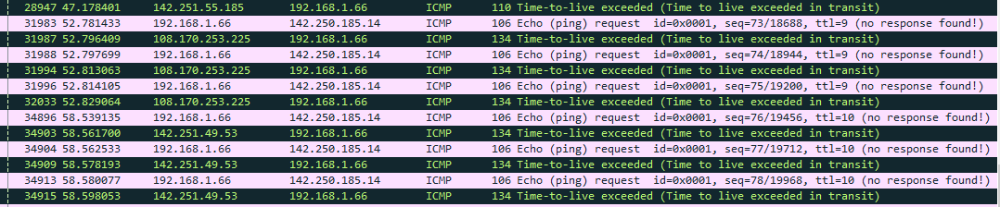 28947 47.178401 142.251.55.185 192.168.1.66 ICMP 110 Time-to-live exceeded (Time to live exceeded in transit)
31983 52.781433 192.168.1.66 142.250.185.14 ICMP 106 Echo (ping) request id=0x0001, seq=73/18688, ttl=9 (no response found!)
31987 52.796409 108.170.253.225 192.168.1.66 ICMP 134 Time-to-live exceeded (Time to live exceeded in transit)
31988 52.797699 192.168.1.66 142.250.185.14 ICMP 106 Echo (ping) request id=0x0001, seq=74/18944, ttl=9 (no response found!)
31994 52.813063 108.170.253.225 192.168.1.66 ICMP 134 Time-to-live exceeded (Time to live exceeded in transit)
31996 52.814105 192.168.1.66 142.250.185.14 ICMP 106 Echo (ping) request id=0x0001, seq=75/19200, ttl=9 (no response found!)
32033 52.829064 108.170.253.225 192.168.1.66 ICMP 134 Time-to-live exceeded (Time to live exceeded in transit)
34896 58.539135 192.168.1.66 142.250.185.14 ICMP 106 Echo (ping) request id=0x0001, seq=76/19456, ttl=10 (no response found!)
34903 58.561700 142.251.49.53 192.168.1.66 ICMP 134 Time-to-live exceeded (Time to live exceeded in transit)
34904 58.562533 192.168.1.66 142.250.185.14 ICMP 106 Echo (ping) request id=0x0001, seq=77/19712, ttl=10 (no response found!)
34909 58.578193 142.251.49.53 192.168.1.66 ICMP 134 Time-to-live exceeded (Time to live exceeded in transit)
34913 58.580077 192.168.1.66 142.250.185.14 ICMP 106 Echo (ping) request id=0x0001, seq=78/19968, ttl=10 (no response found!)
34915 58.598053 142.251.49.53 192.168.1.66 ICMP 134 Time-to-live exceeded (Time to live exceeded in transit)